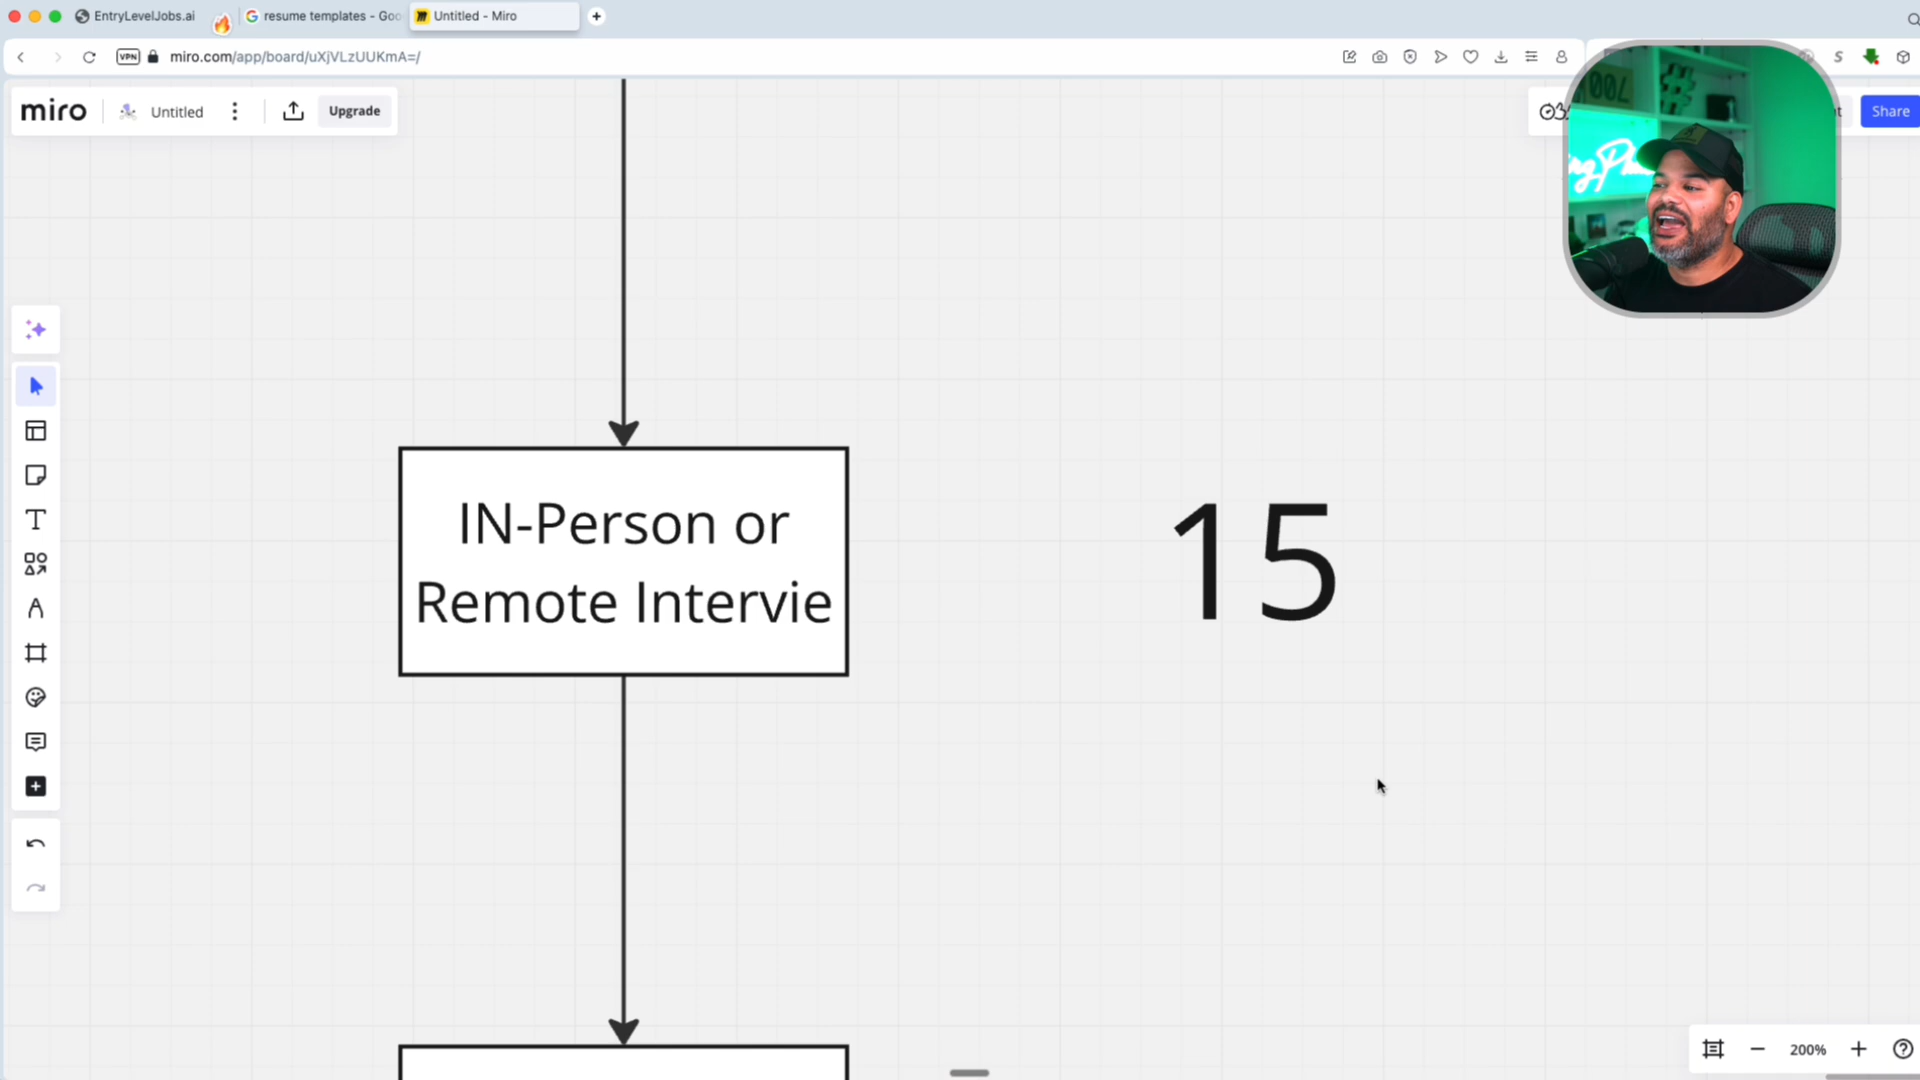 EntryLevelJobs.ai
resume templates - Goo
Untitled - Miro
VPN
miro.com/app/board/uXjVLzUUKmA=/
miro
Untitled
Upgrade
Share
IN-Person or
Remote Intervie
15
200%